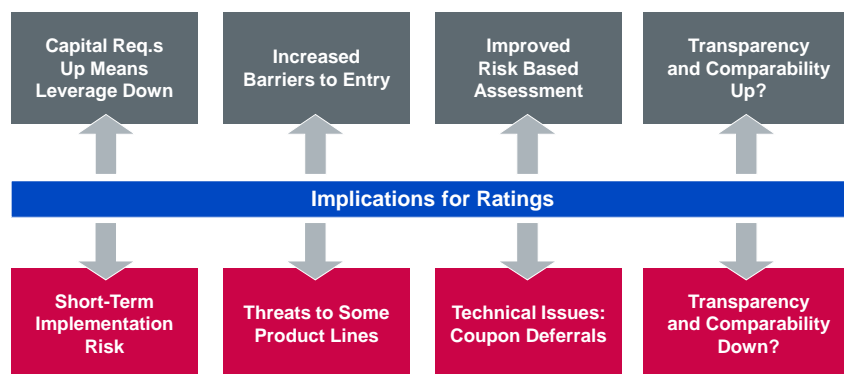 Capital Req.s
Up Means
Leverage Down
Increased
Barriers to Entry
Improved
Risk Based
Assessment
Transparency
and Comparability
Up?
Implications for Ratings
Short-Term
Implementation
Risk
Threats to Some
Product Lines
Technical Issues:
Coupon Deferrals
Transparency
and Comparability
Down?